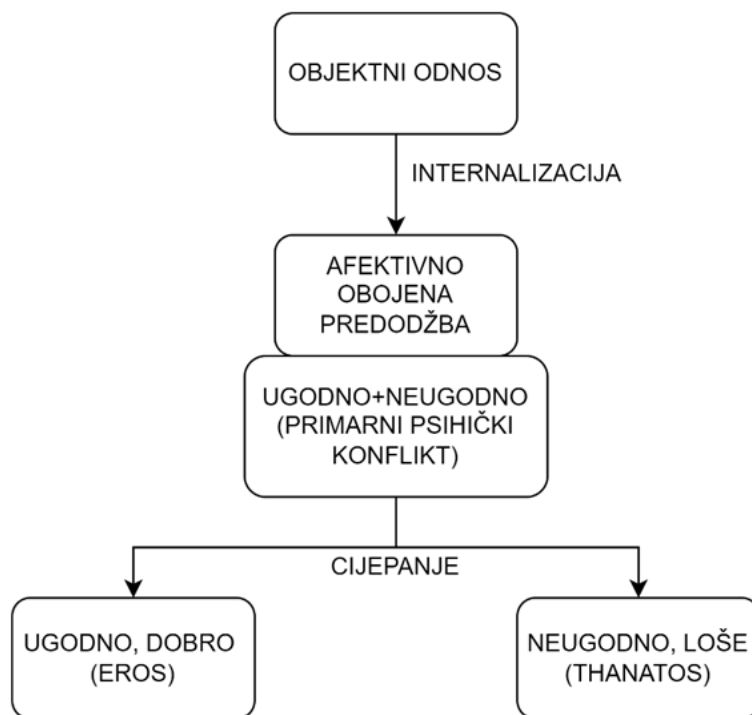 OBJEKTNI ODNOS
INTERNALIZACIJA
AFEKTIVNO
OBOJENA
PREDODŽBA
UGODNO+NEUGODNO
(PRIMARNI PSIHIČKI
KONFLIKT)
CIJEPANJE
UGODNO, DOBRO
(EROS)
NEUGODNO, LOŠE
(THANATOS)